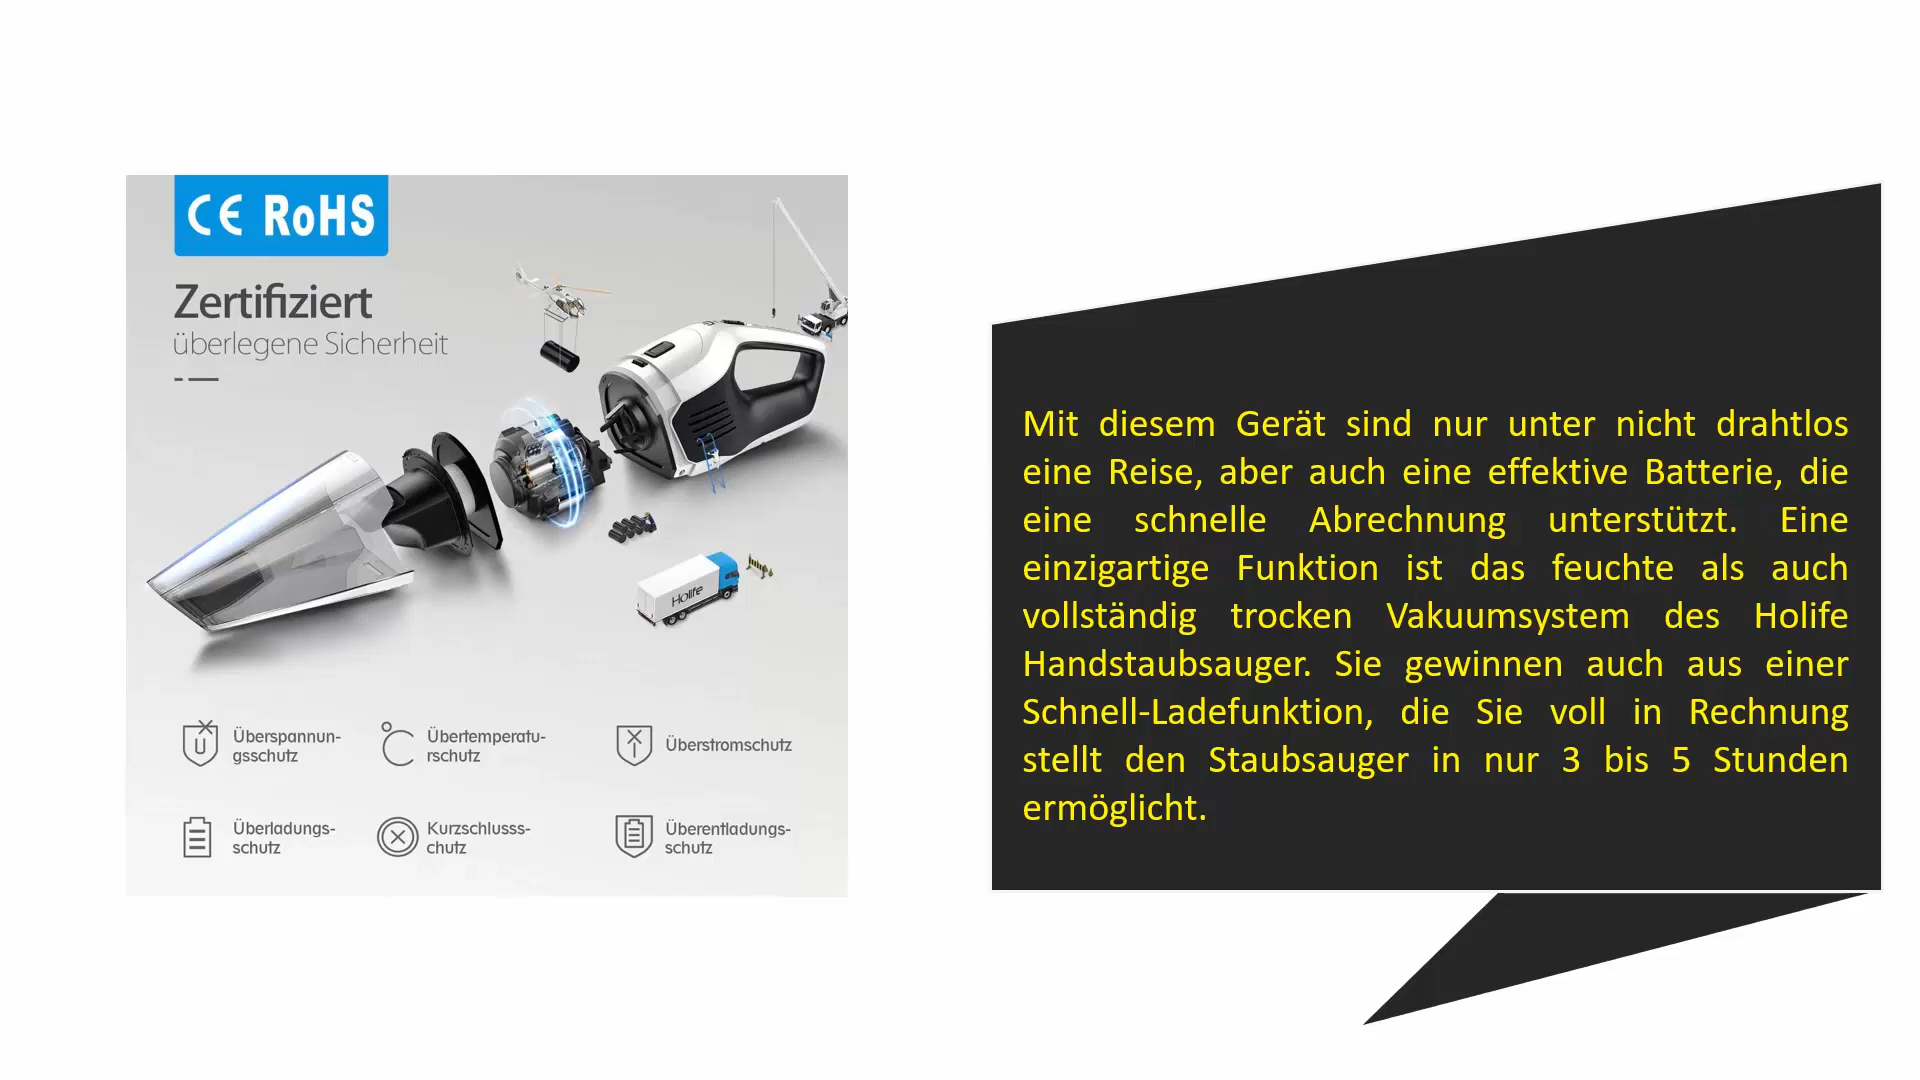 CE RoHS
Zertifiziert
überlegene Sicherheit
Holife
Überspannun-
gsschutz
Übertemperatu-
rschutz
Überstromschutz
Überladungs-
schutz
Kurzschlusss-
chutz
Überentladungs-
schutz
Mit diesem Gerät sind nur unter nicht drahtlos
eine Reise, aber auch eine effektive Batterie, die
eine schnelle Abrechnung unterstützt. Eine
einzigartige Funktion ist das feuchte als auch
vollständig trocken Vakuumsystem des Holife
Handstaubsauger. Sie gewinnen auch aus einer
Schnell-Ladefunktion, die Sie voll in Rechnung
stellt den Staubsauger in nur 3 bis 5 Stunden
ermöglicht.